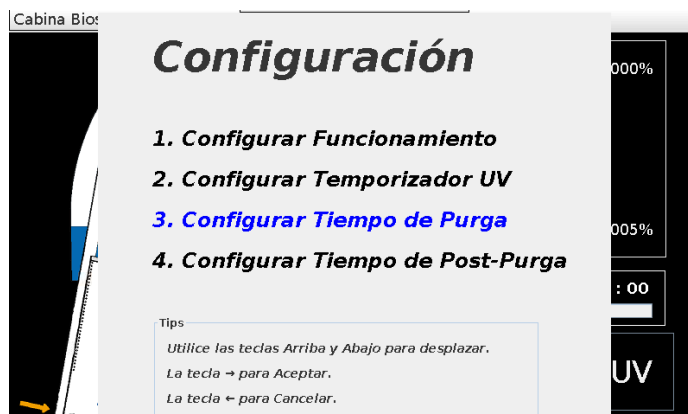 Cabina Bios
Configuración
000%
1. Configurar Funcionamiento
2. Configurar Temporizador UV
3. Configurar Tiempo de Purga
005%
4. Configurar Tiempo de Post-Purga
: 00
Tips
Utilice las teclas Arriba y Abajo para desplazar.
La tecla → para Aceptar.
UV
La tecla ← para Cancelar.